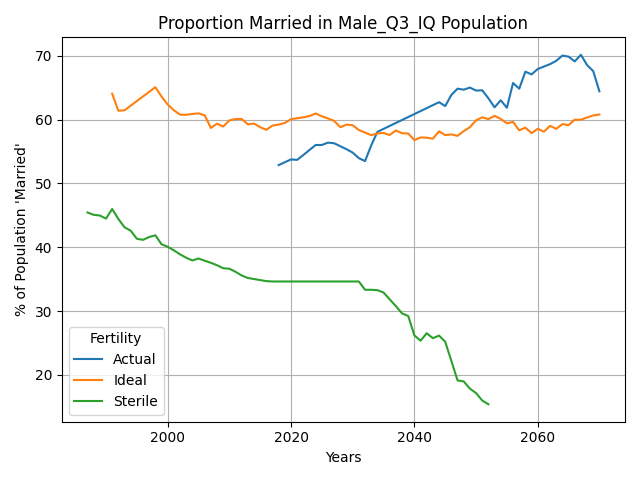 Proportion Married in Male_Q3_IQ Population
% of Population 'Married'
70
60
50
40
30
20
Fertility
Actual
Ideal
Sterile
2000
2020
2040
2060
Years